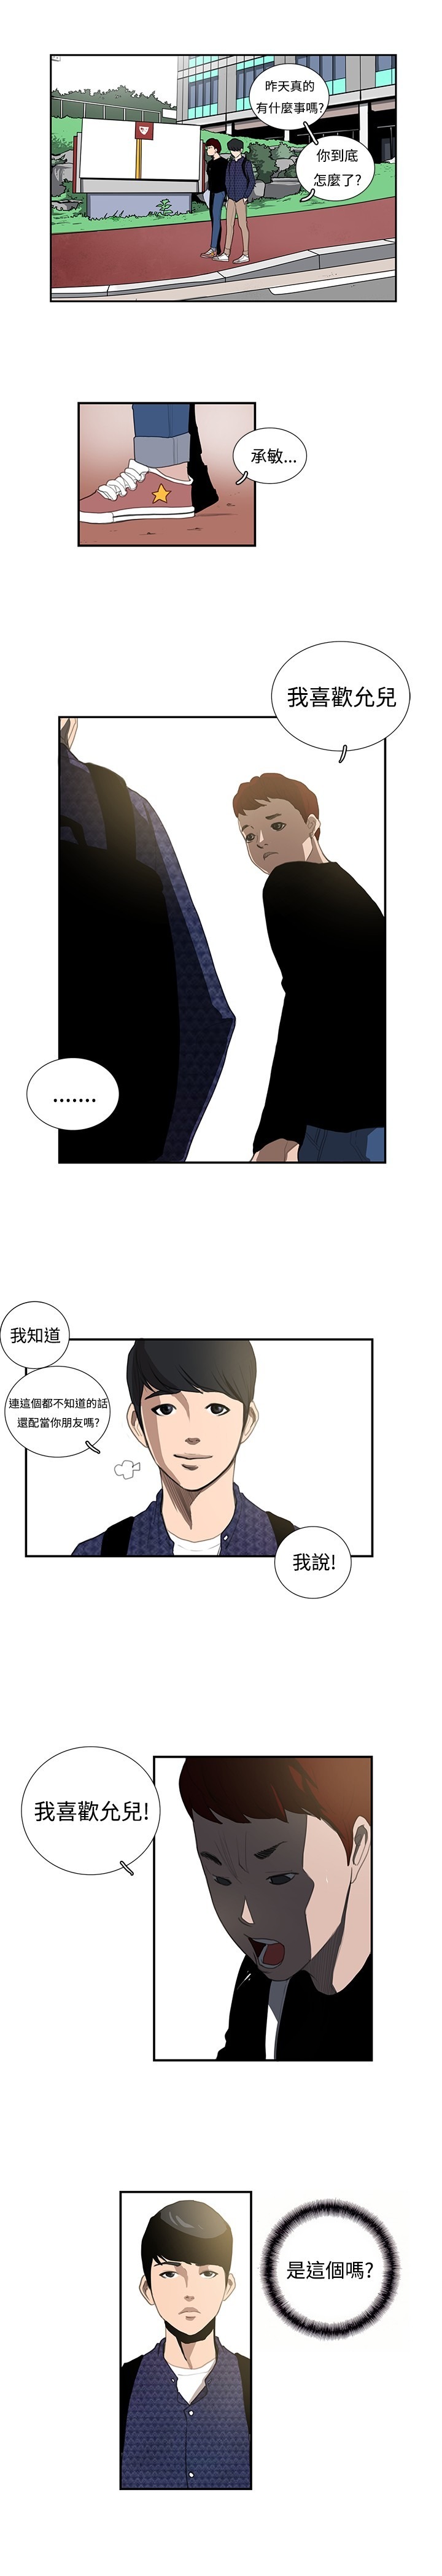 昨天真的
有什麼事嗎?
你到底
怎麼了?
承敏...
我喜歡允兒
.......
我知道
連這個都不知道的話
還配當你朋友嗎?
我說!
我喜歡允兒!
是這個嗎?